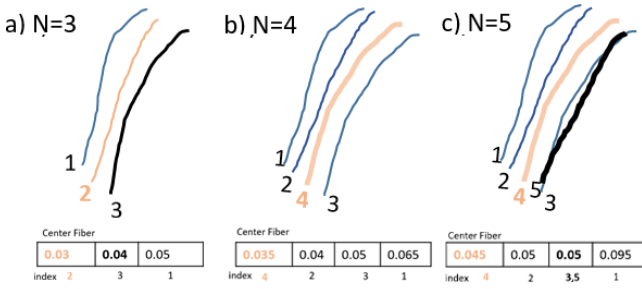 a) N=3
1
2
3
Center Fiber
0.03 0.04 0.05
index 2 3 1
b) N=4
1
2
4
3
Center Fiber
0.035 0.04 0.05 0.065
index 4 2 3 1
c) N=5
1
2
4
5
3
Center Fiber
0.045 0.05 0.05 0.095
index 4 2 3,5 1